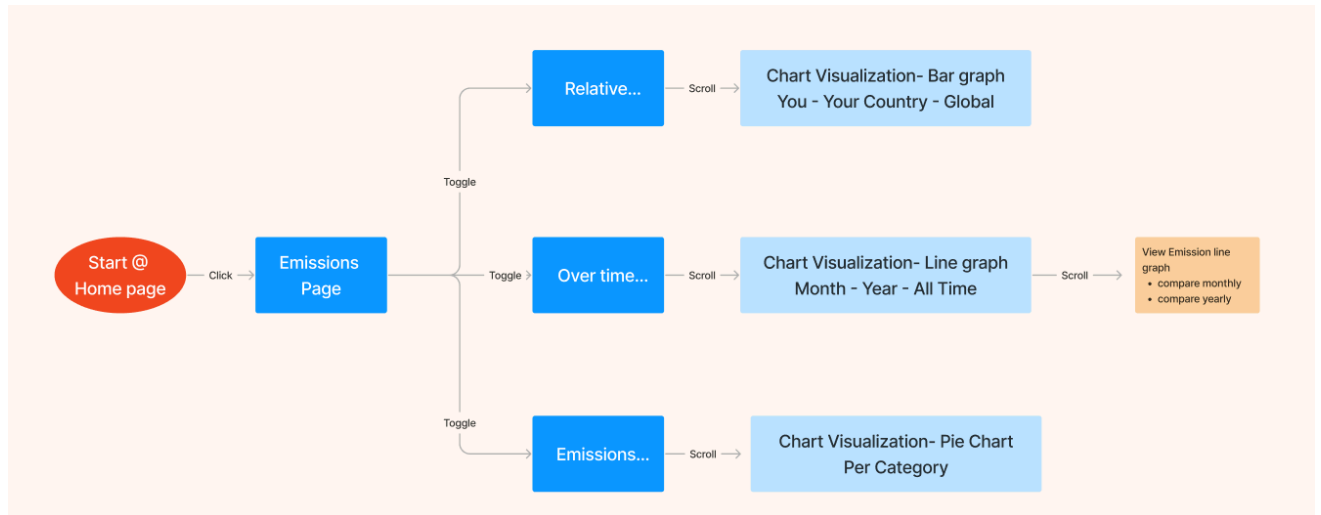 Start @
Home page
Click
Emissions
Page
Toggle
Relative...
Scroll
Chart Visualization- Bar graph
You - Your Country - Global
Toggle
Over time...
Scroll
Chart Visualization- Line graph
Month - Year - All Time
Scroll
View Emission line
graph
• compare monthly
• compare yearly
Toggle
Emissions...
Scroll
Chart Visualization- Pie Chart
Per Category